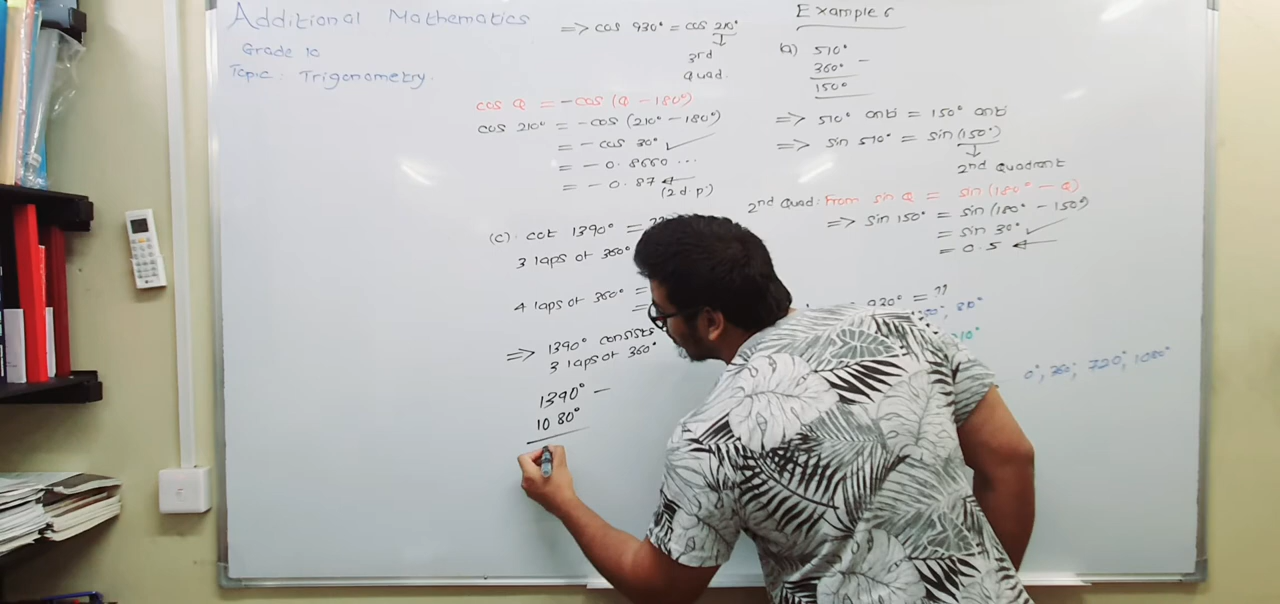 Additional Mathematics
Grade 10
Topic: Trigonometry.
=> cos 930° = cos 210°
3rd
quad.
cos Q = -cos (Q - 180°)
cos 210° = -cos (210° - 180°)
= - cos 30°
= - 0.8660 ...
= - 0.87
(2 d.p.)
(c). cot 1390° = ??
3 laps of 360°
4 laps of 360° =
=
=> 1390° consists
3 laps of 360°
1390° -
1080°
Example 6
(a) 510°
360° -
150°
=> 510° anti = 150° anti
=> sin 510° = sin (150°)
2nd Quadrant
2nd Quad: From sin Q = sin (180° - Q)
=> sin 150° = sin (180° - 150°)
= sin 30°
= 0.5
930° = ??
0°, 360°, 720°, 1080°